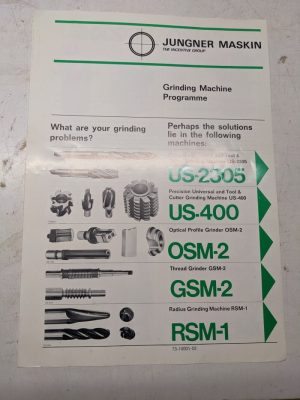 JUNGNER MASKIN
THE INCENTIVE GROUP
Grinding Machine
Programme
What are your grinding
problems?
Perhaps the solutions
lie in the following
machines:
US-2305
Precision Universal and Tool &
Cutter Grinding Machine US-400
US-400
Optical Profile Grinder OSM-2
OSM-2
Thread Grinder GSM-2
GSM-2
Radius Grinding Machine RSM-1
RSM-1